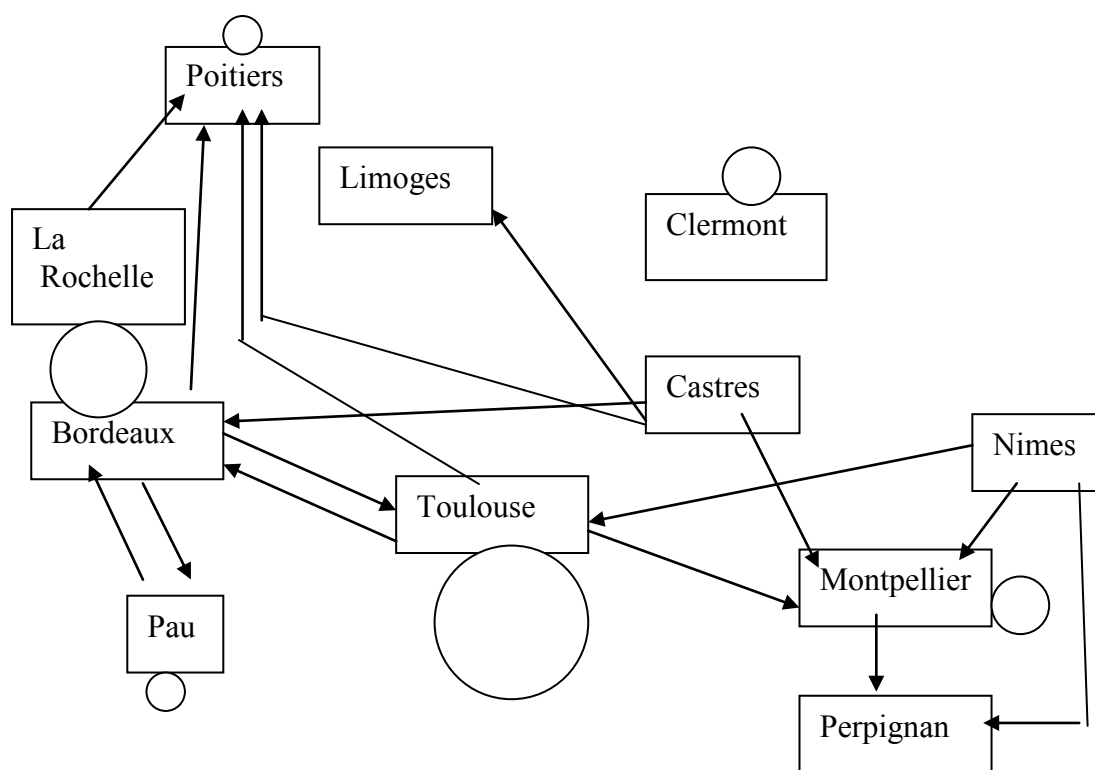 Poitiers
Limoges
Clermont
La
Rochelle
Castres
Bordeaux
Nimes
Toulouse
Montpellier
Pau
Perpignan